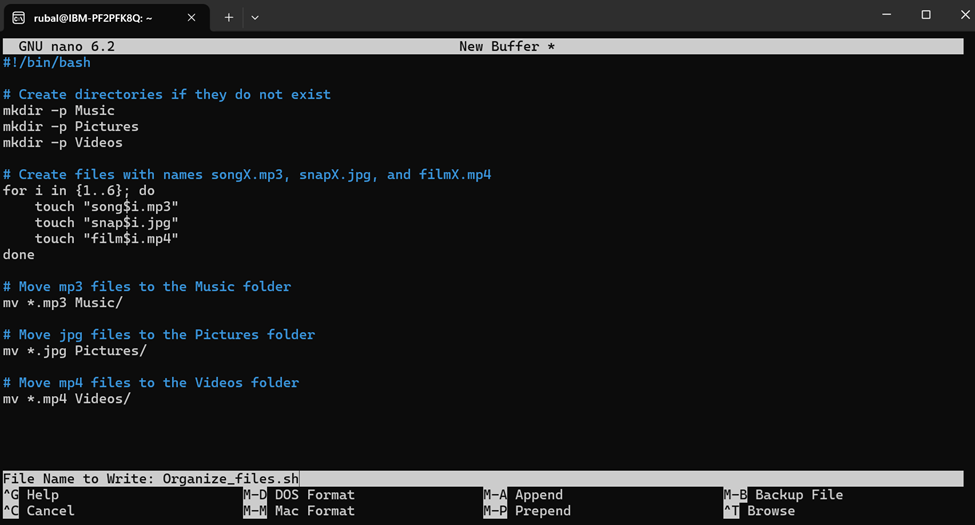 rubal@IBM-PF2PFK8Q: ~
GNU nano 6.2 New Buffer *
#!/bin/bash
# Create directories if they do not exist
mkdir -p Music
mkdir -p Pictures
mkdir -p Videos
# Create files with names songX.mp3, snapX.jpg, and filmX.mp4
for i in {1..6}; do
    touch "song$i.mp3"
    touch "snap$i.jpg"
    touch "film$i.mp4"
done
# Move mp3 files to the Music folder
mv *.mp3 Music/
# Move jpg files to the Pictures folder
mv *.jpg Pictures/
# Move mp4 files to the Videos folder
mv *.mp4 Videos/
File Name to Write: Organize_files.sh
^G Help M-D DOS Format M-A Append M-B Backup File
^C Cancel M-M Mac Format M-P Prepend ^T Browse